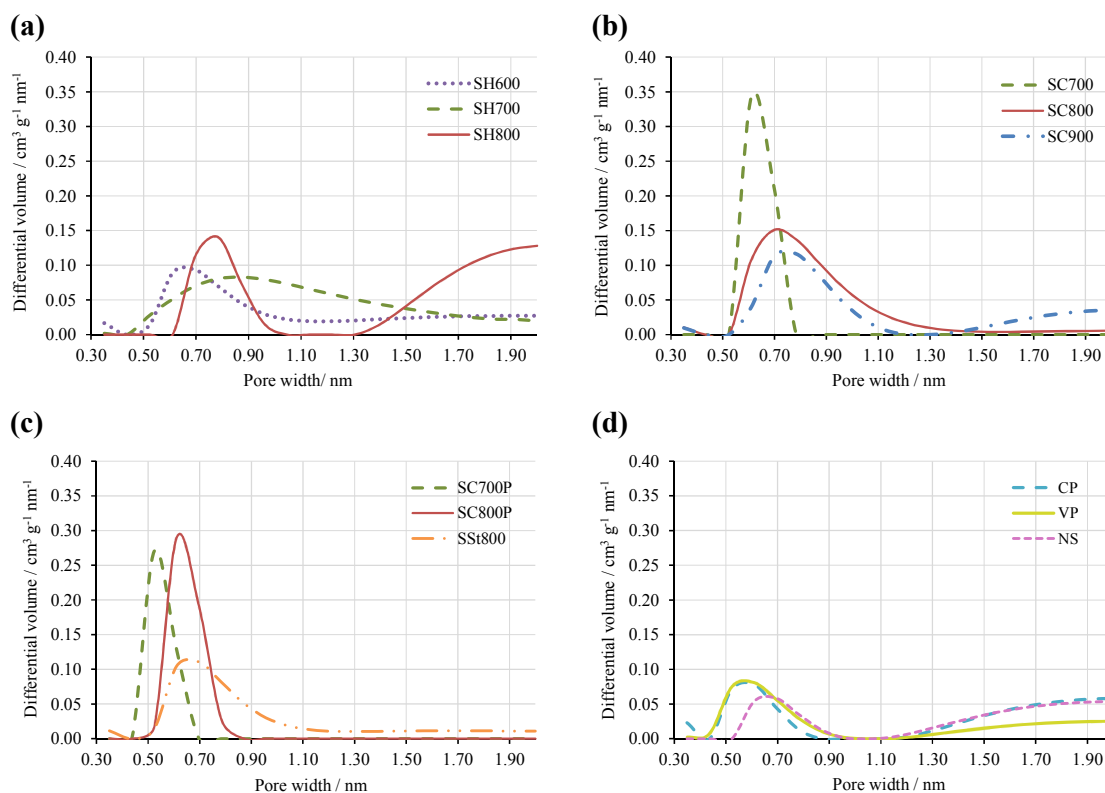 (a)
0.40
0.35
0.30
0.25
0.20
0.15
0.10
0.05
0.00
Differential volume / cm³ g⁻¹ nm⁻¹
SH600
SH700
SH800
0.30 0.50 0.70 0.90 1.10 1.30 1.50 1.70 1.90
Pore width/ nm
(b)
0.40
0.35
0.30
0.25
0.20
0.15
0.10
0.05
0.00
Differential volume / cm³ g⁻¹ nm⁻¹
SC700
SC800
SC900
0.30 0.50 0.70 0.90 1.10 1.30 1.50 1.70 1.90
Pore width / nm
(c)
0.40
0.35
0.30
0.25
0.20
0.15
0.10
0.05
0.00
Differential volume / cm³ g⁻¹ nm⁻¹
SC700P
SC800P
SSt800
0.30 0.50 0.70 0.90 1.10 1.30 1.50 1.70 1.90
Pore width / nm
(d)
0.40
0.35
0.30
0.25
0.20
0.15
0.10
0.05
0.00
Differential volume / cm³ g⁻¹ nm⁻¹
CP
VP
NS
0.30 0.50 0.70 0.90 1.10 1.30 1.50 1.70 1.90
Pore width / nm